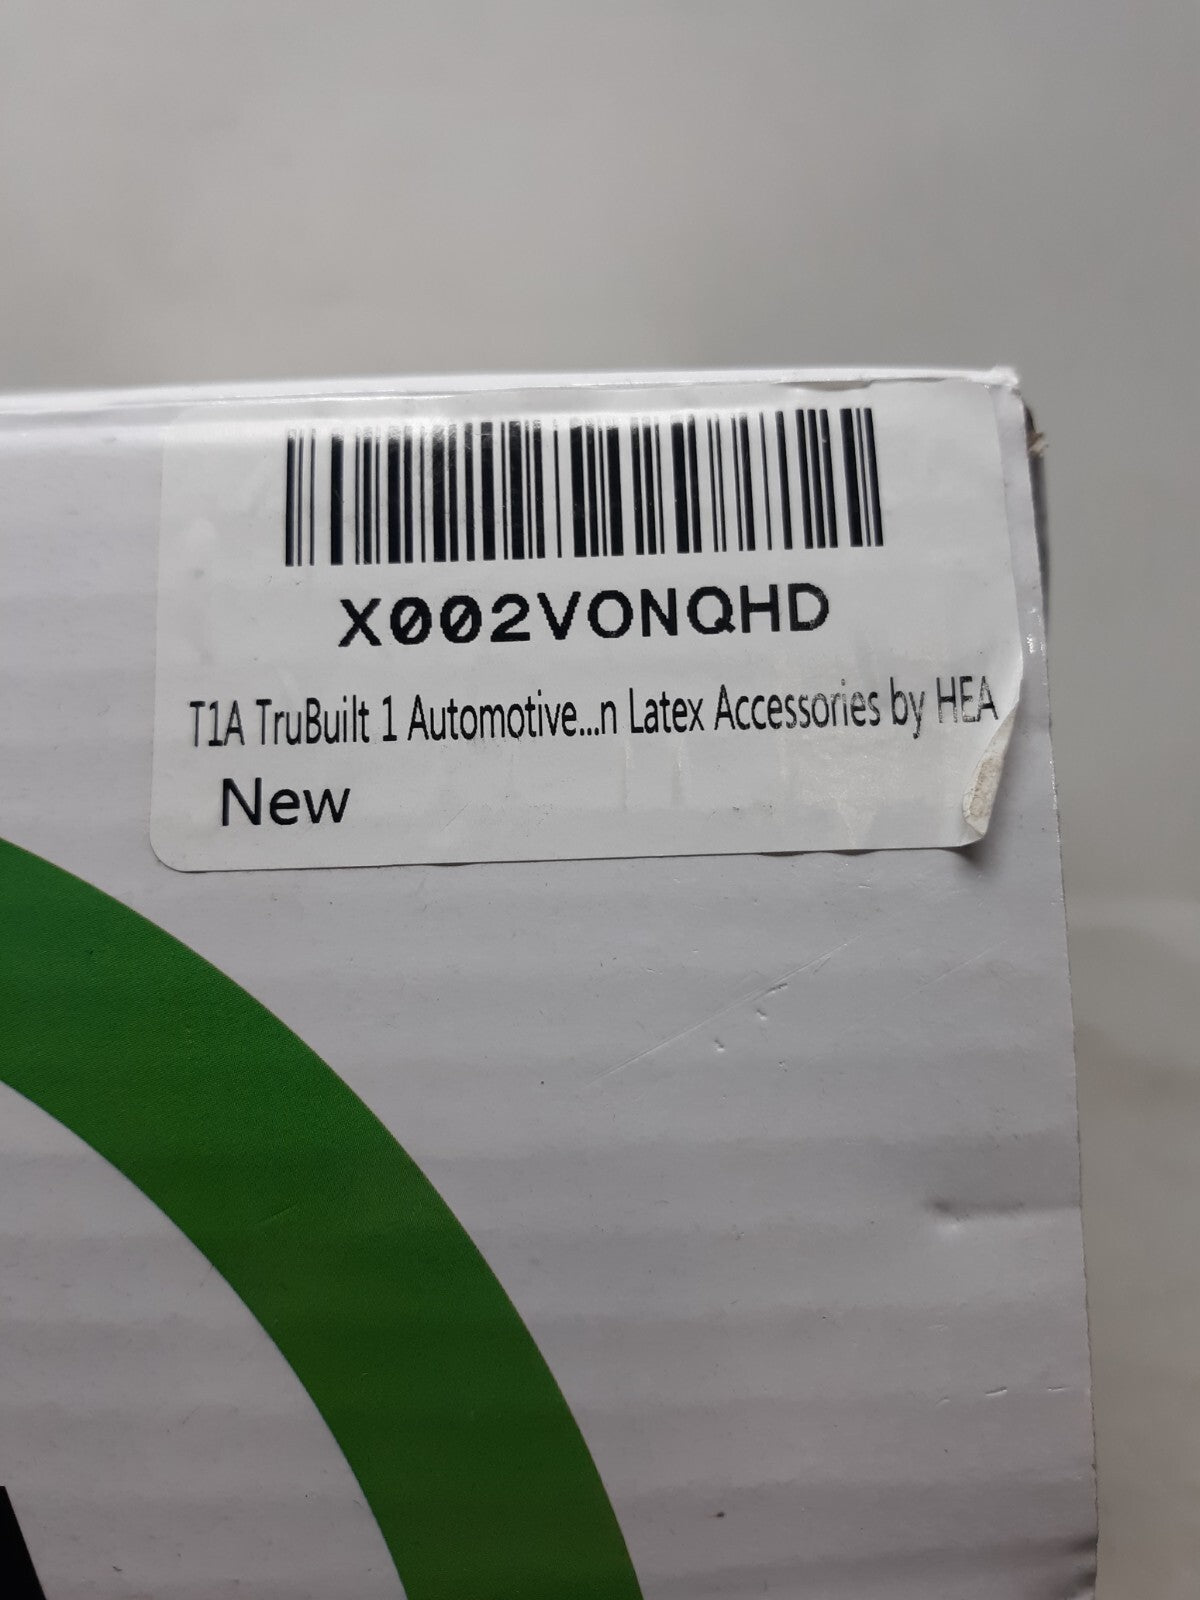 X002VONQHD
T1A TruBuilt 1 Automotive...n Latex Accessories by HEA
New